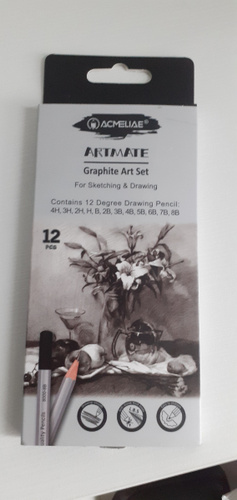 ACMELIAE®
ARTMATE
Graphite Art Set
For Sketching & Drawing
Contains 12 Degree Drawing Pencil:
4H, 3H, 2H, H, B, 2B, 3B, 4B, 5B, 6B, 7B, 8B
12
PCS